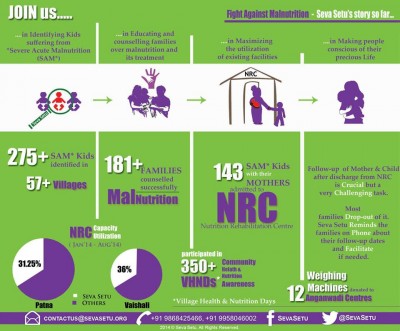 JOIN us.....
Fight Against Malnutrition - Seva Setu's story so far...
...in Identifying Kids
suffering from
"Severe Acute Malnutrition
(SAM*)
...in Educating and
counselling families
over malnutrition and
its treatment
...in Maximizing
the utilization
of existing facilities
...in Making people
conscious of their
precious Life
NRC
275+ SAM* Kids
identified in
57+ Villages
181+ FAMILIES
counselled
successfully
MalNutrition
143 SAM* Kids
with their
MOTHERS
admitted to
NRC
Nutrition Rehabilitation Centre
Follow-up of Mother & Child
after discharge from NRC
is Crucial but a
very Challenging task.
Most
families Drop-out of it.
Seva Setu Reminds the
families on Phone about
their follow-up dates
and Facilitate
if needed.
NRC Capacity
Utilization
( JAN'14 - AUG'14)
31.25%
Patna
36%
Vaishali
SEVA SETU
OTHERS
participated in
350+
VHNDs*
Community
Health &
Nutrition
Awareness
*Village Health & Nutrition Days
Weighing
Machines
12 donated to
Anganwadi Centres
CONTACTUS@SEVASETU.ORG
+91 9868425466, +91 9958046002
SEVASETU
@SEVASETU
2014 © Seva Setu. All Rights Reserved